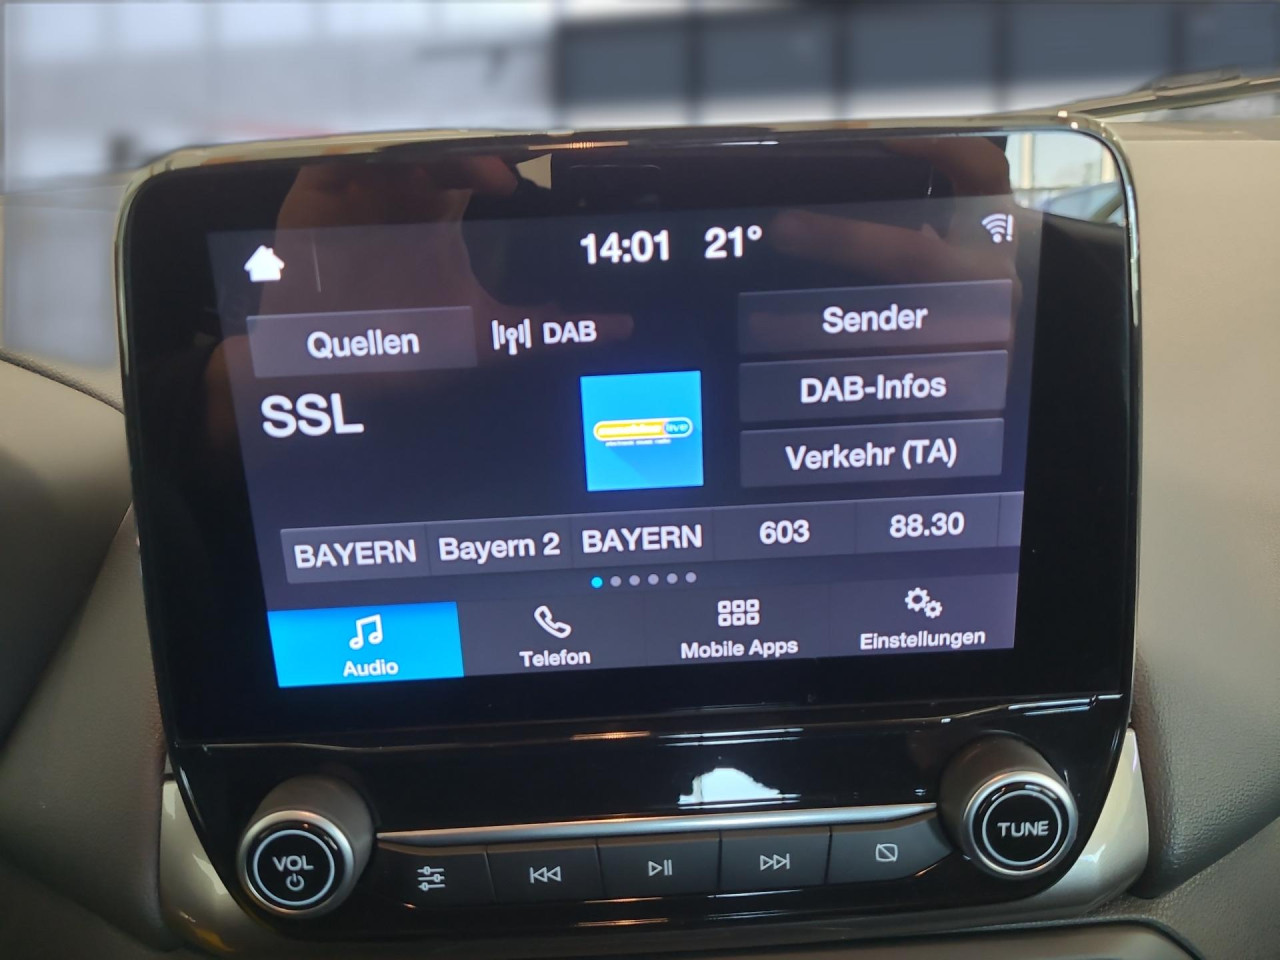 14:01 21°
Quellen DAB Sender
DAB-Infos
SSL
live
Verkehr (TA)
BAYERN Bayern 2 BAYERN 603 88.30
Audio Telefon Mobile Apps Einstellungen
VOL TUNE